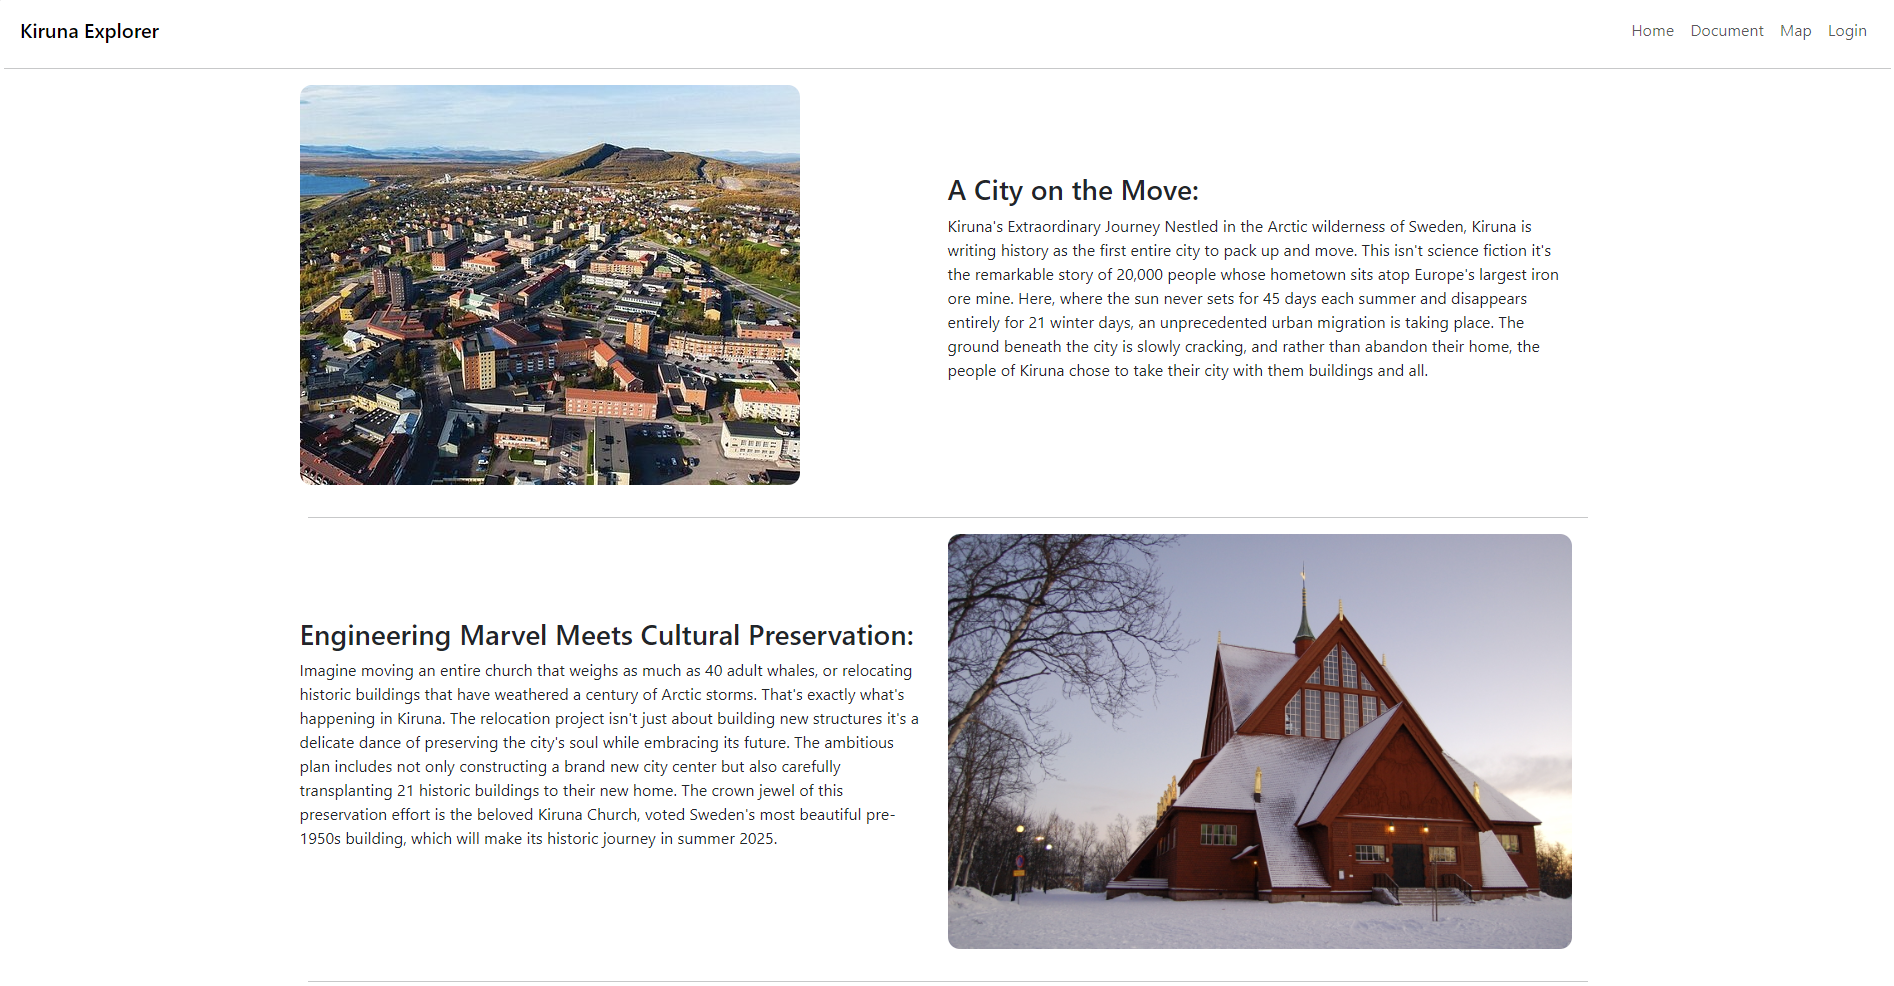 Kiruna Explorer
Home Document Map Login
A City on the Move:
Kiruna's Extraordinary Journey Nestled in the Arctic wilderness of Sweden, Kiruna is
writing history as the first entire city to pack up and move. This isn't science fiction it's
the remarkable story of 20,000 people whose hometown sits atop Europe's largest iron
ore mine. Here, where the sun never sets for 45 days each summer and disappears
entirely for 21 winter days, an unprecedented urban migration is taking place. The
ground beneath the city is slowly cracking, and rather than abandon their home, the
people of Kiruna chose to take their city with them buildings and all.
Engineering Marvel Meets Cultural Preservation:
Imagine moving an entire church that weighs as much as 40 adult whales, or relocating
historic buildings that have weathered a century of Arctic storms. That's exactly what's
happening in Kiruna. The relocation project isn't just about building new structures it's a
delicate dance of preserving the city's soul while embracing its future. The ambitious
plan includes not only constructing a brand new city center but also carefully
transplanting 21 historic buildings to their new home. The crown jewel of this
preservation effort is the beloved Kiruna Church, voted Sweden's most beautiful pre-
1950s building, which will make its historic journey in summer 2025.